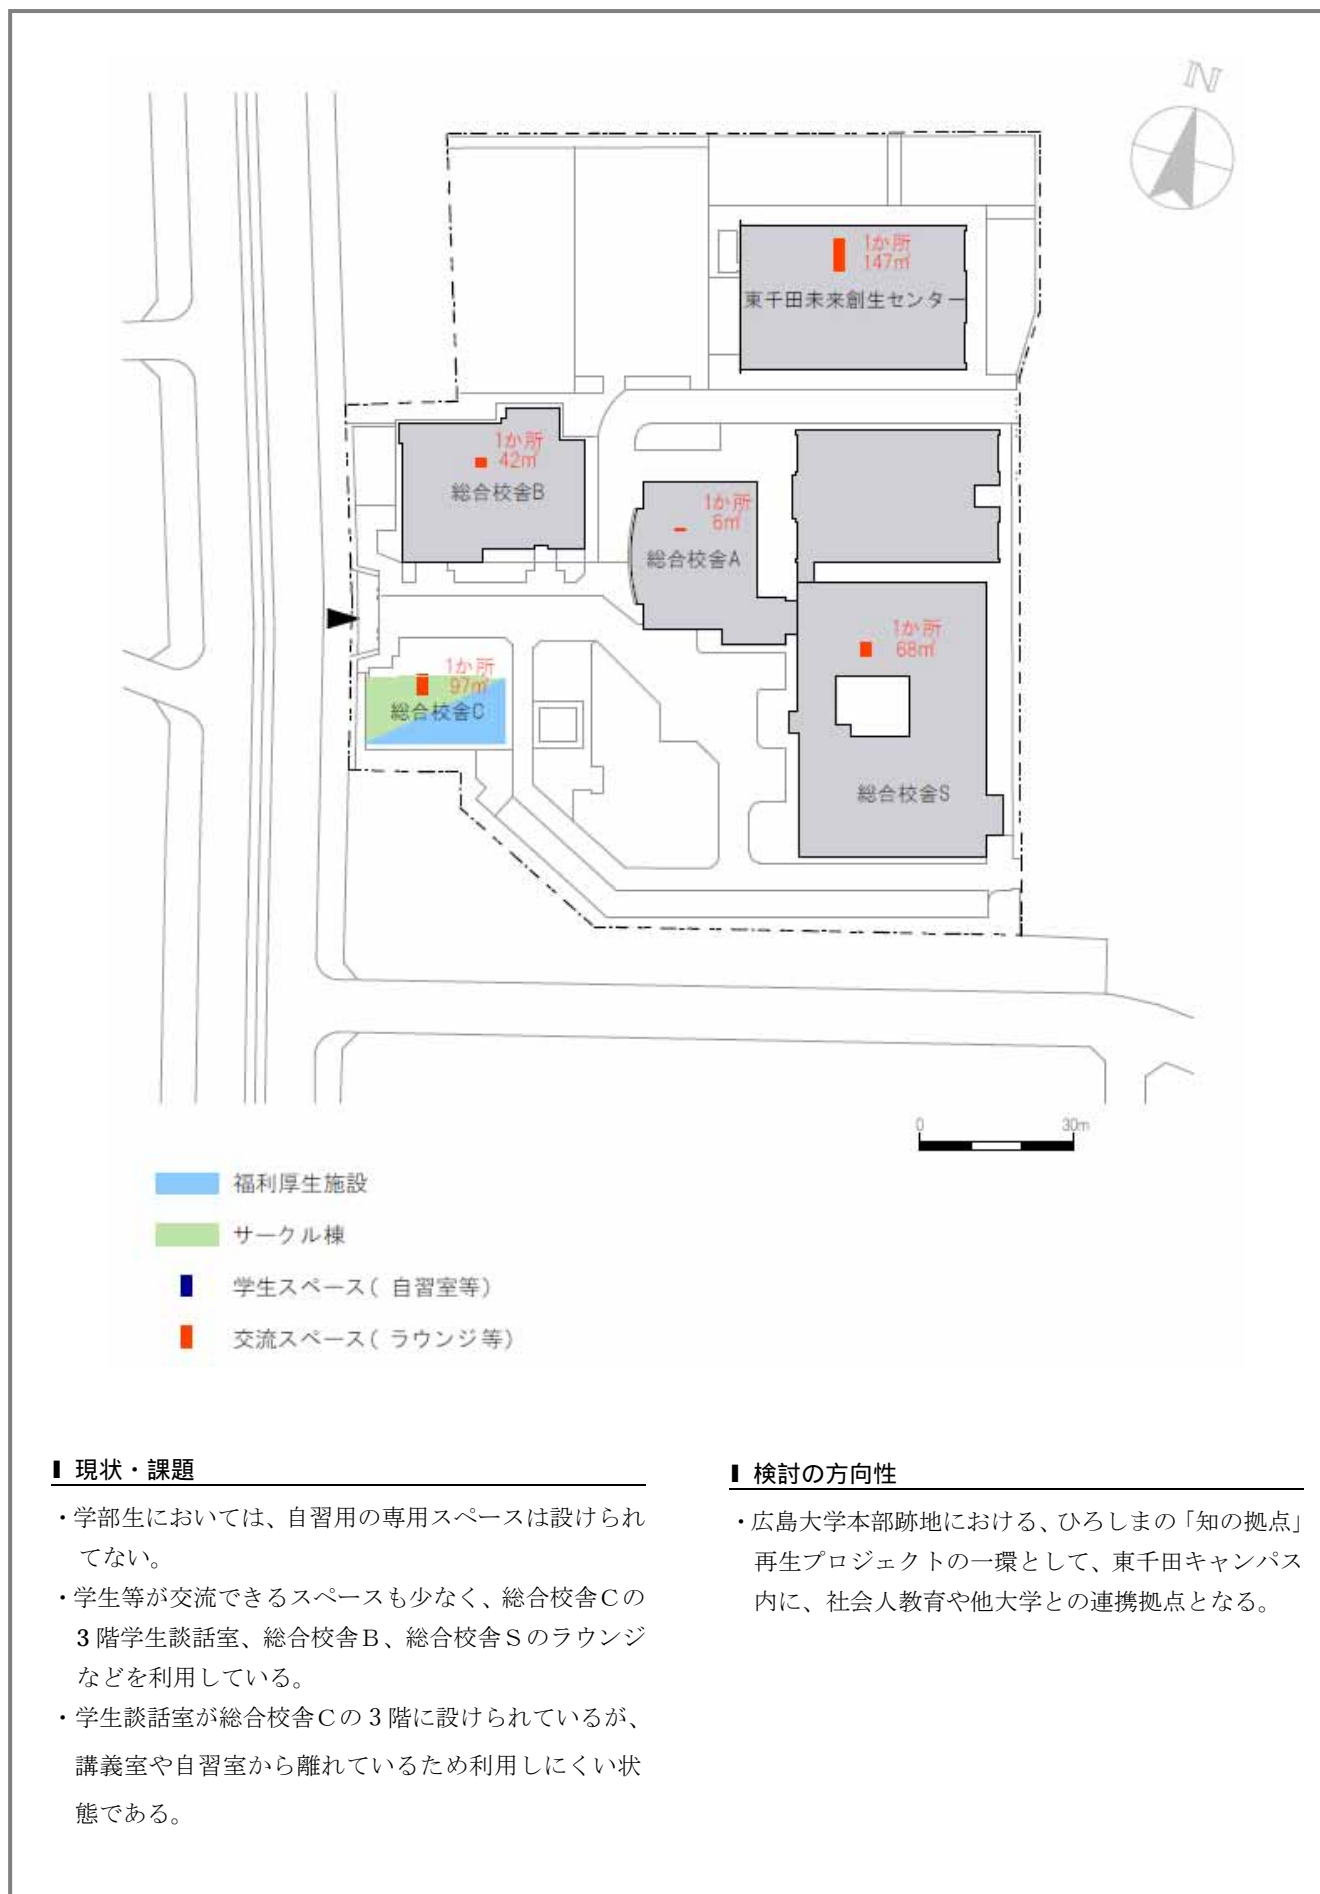 N
1か所
147㎡
東千田未来創生センター
1か所
42㎡
総合校舎B
1か所
6㎡
総合校舎A
1か所
68㎡
1か所
97㎡
総合校舎C
総合校舎S
0 30m
福利厚生施設
サークル棟
学生スペース( 自習室等)
交流スペース( ラウンジ等)
現状・課題
・学部生においては、自習用の専用スペースは設けられ
てない。
・学生等が交流できるスペースも少なく、総合校舎Cの
3 階学生談話室、総合校舎B、総合校舎Sのラウンジ
などを利用している。
・学生談話室が総合校舎Cの 3 階に設けられているが、
講義室や自習室から離れているため利用しにくい状
態である。
検討の方向性
・広島大学本部跡地における、ひろしまの「知の拠点」
再生プロジェクトの一環として、東千田キャンパス
内に、社会人教育や他大学との連携拠点となる。